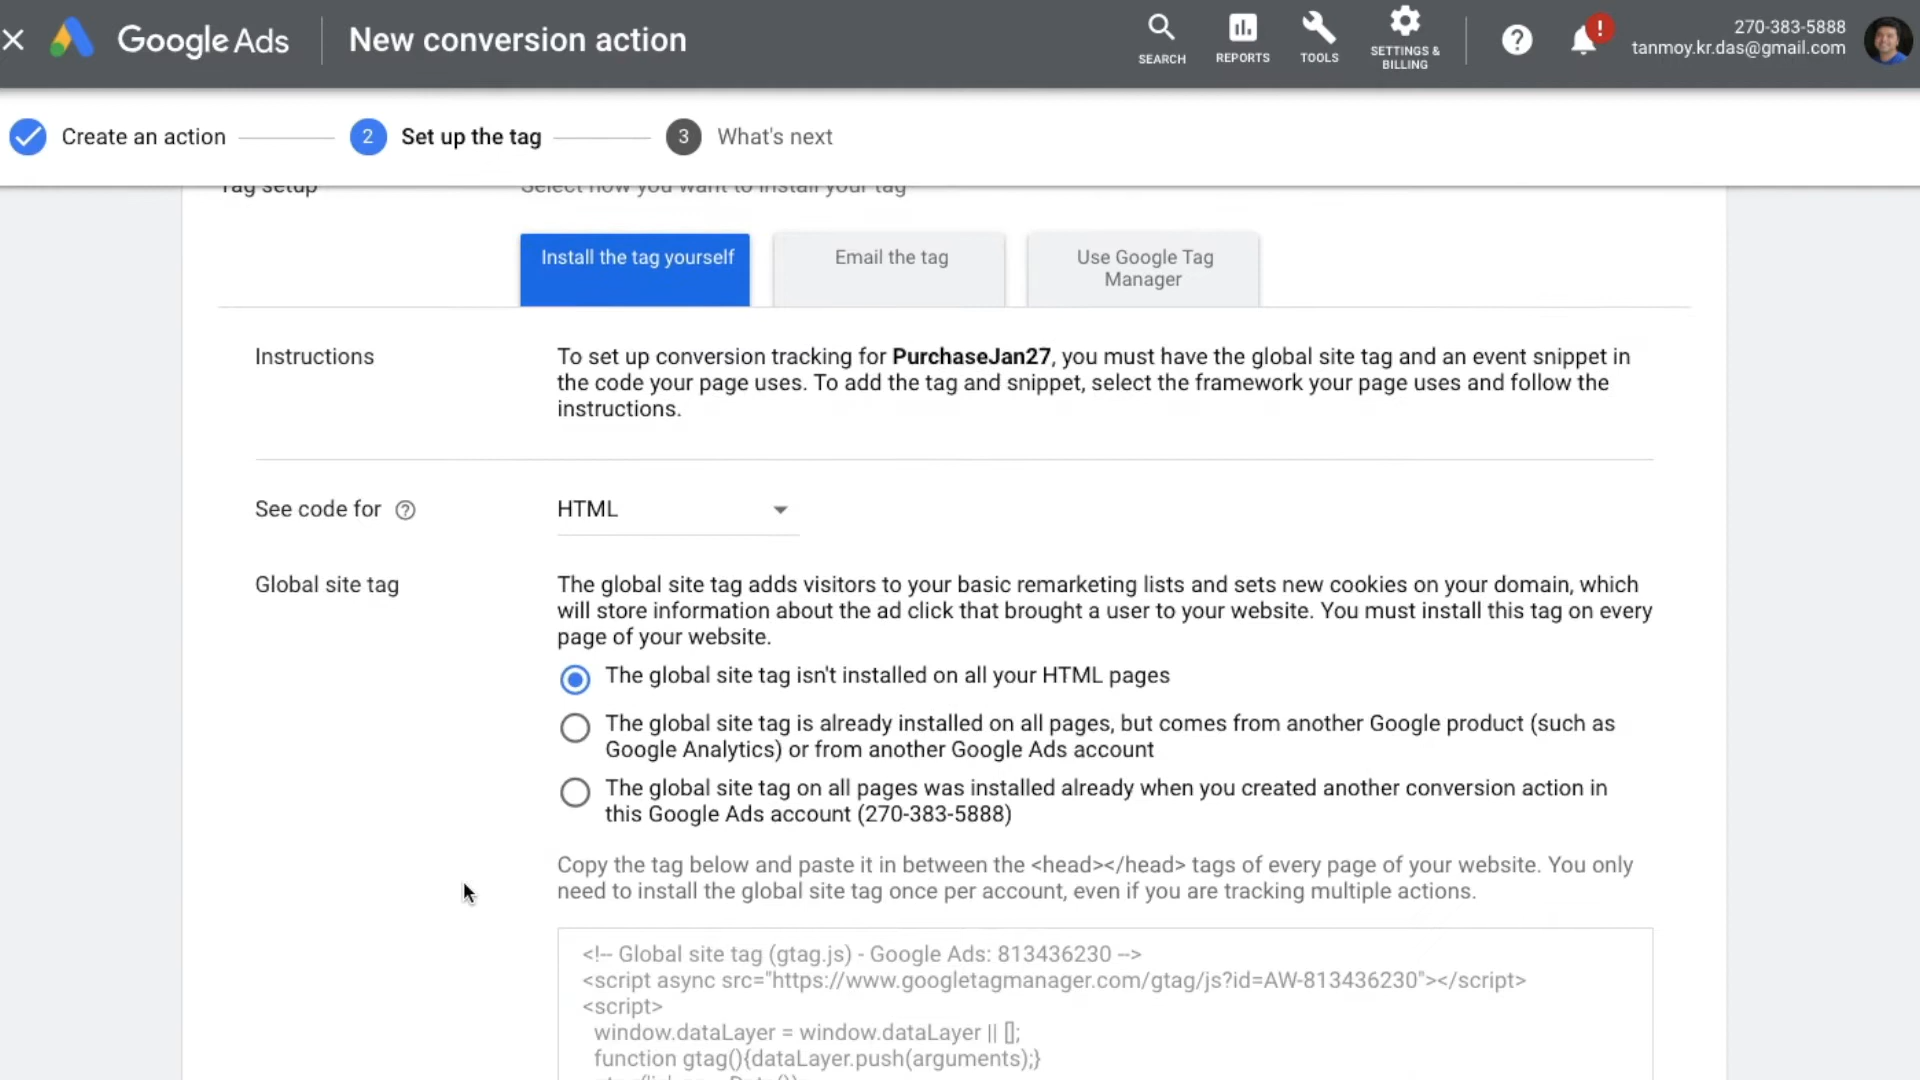 Google Ads
New conversion action
SEARCH
REPORTS
TOOLS
SETTINGS &
BILLING
270-383-5888
tanmoy.kr.das@gmail.com
Create an action
2
Set up the tag
3
What's next
Tag setup
Select how you want to install your tag
Install the tag yourself
Email the tag
Use Google Tag
Manager
Instructions
To set up conversion tracking for PurchaseJan27, you must have the global site tag and an event snippet in
the code your page uses. To add the tag and snippet, select the framework your page uses and follow the
instructions.
See code for
HTML
Global site tag
The global site tag adds visitors to your basic remarketing lists and sets new cookies on your domain, which
will store information about the ad click that brought a user to your website. You must install this tag on every
page of your website.
The global site tag isn't installed on all your HTML pages
The global site tag is already installed on all pages, but comes from another Google product (such as
Google Analytics) or from another Google Ads account
The global site tag on all pages was installed already when you created another conversion action in
this Google Ads account (270-383-5888)
Copy the tag below and paste it in between the <head></head> tags of every page of your website. You only
need to install the global site tag once per account, even if you are tracking multiple actions.
<!-- Global site tag (gtag.js) - Google Ads: 813436230 -->
<script async src="https://www.googletagmanager.com/gtag/js?id=AW-813436230"></script>
<script>
window.dataLayer = window.dataLayer || [];
function gtag(){dataLayer.push(arguments);}